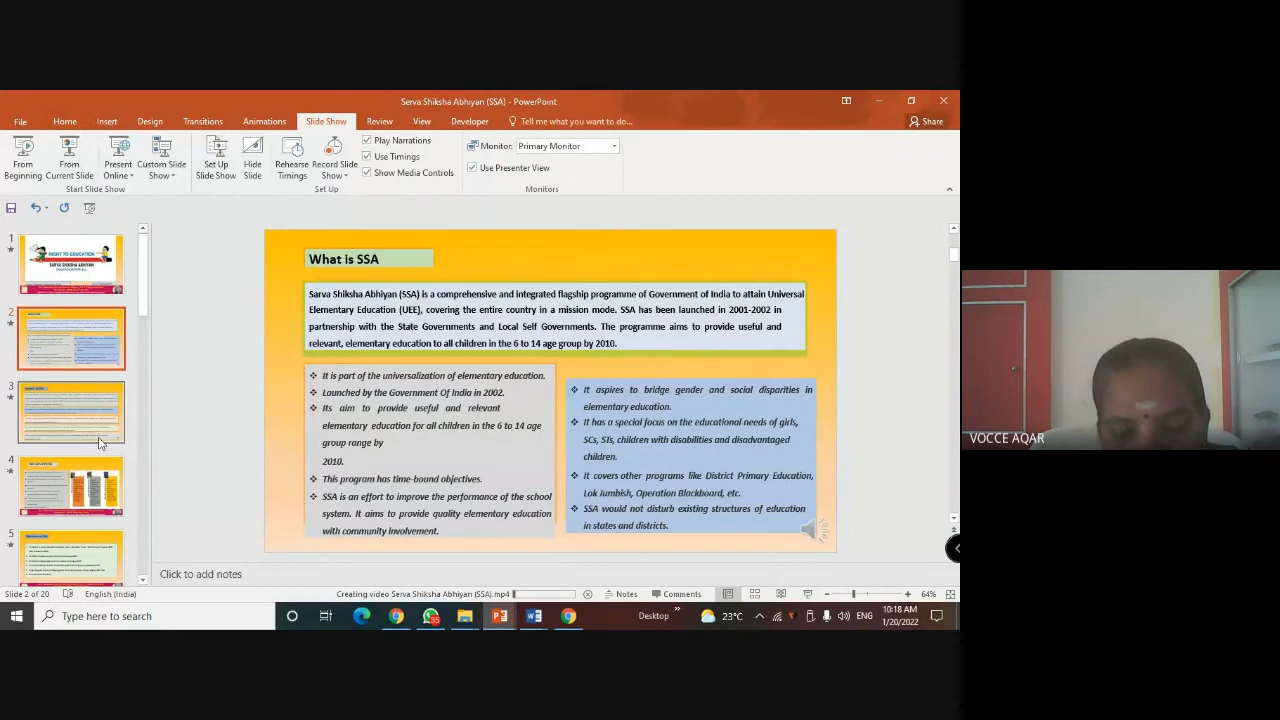 Serva Shiksha Abhiyan (SSA) - PowerPoint
File Home Insert Design Transitions Animations Slide Show Review View Developer Tell me what you want to do... Share
From Beginning
From Current Slide
Present Online
Custom Slide Show
Set Up Slide Show
Hide Slide
Rehearse Timings
Record Slide Show
Play Narrations
Use Timings
Show Media Controls
Monitor: Primary Monitor
Use Presenter View
Start Slide Show Set Up Monitors
1
RIGHT TO EDUCATION
SARVA SHIKSHA ABHIYAN
2
3
4
5
What is SSA
Sarva Shiksha Abhiyan (SSA) is a comprehensive and integrated flagship programme of Government of India to attain Universal
Elementary Education (UEE), covering the entire country in a mission mode. SSA has been launched in 2001-2002 in
partnership with the State Governments and Local Self Governments. The programme aims to provide useful and
relevant, elementary education to all children in the 6 to 14 age group by 2010.
❖ It is part of the universalization of elementary education.
❖ Launched by the Government Of India in 2002.
❖ Its aim to provide useful and relevant
elementary education for all children in the 6 to 14 age
group range by
2010.
❖ This program has time-bound objectives.
❖ SSA is an effort to improve the performance of the school
system. It aims to provide quality elementary education
with community involvement.
❖ It aspires to bridge gender and social disparities in
elementary education.
❖ It has a special focus on the educational needs of girls,
SCs, STs, children with disabilities and disadvantaged
children.
❖ It covers other programs like District Primary Education,
Lok Jumbish, Operation Blackboard, etc.
❖ SSA would not disturb existing structures of education
in states and districts.
Click to add notes
Slide 2 of 20 English (India) Creating video Serva Shiksha Abhiyan (SSA).mp4 Notes Comments 64%
Type here to search 35 Desktop 23°C ENG 10:18 AM
1/20/2022
VOCCE AQAR